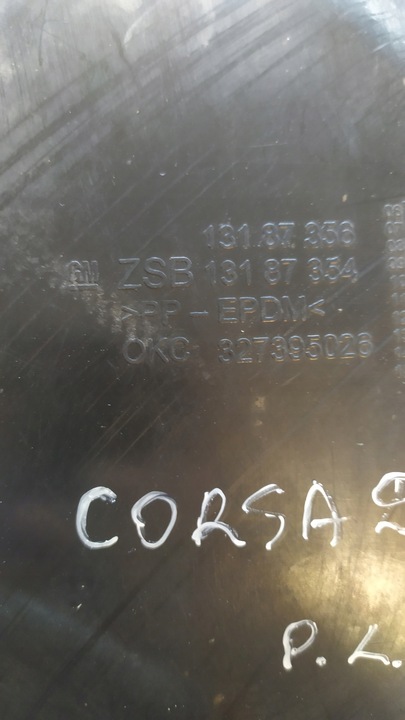 131 87 356
GM ZSB 131 87 354
>PP-EPDM<
OKC 327395026
CORSA
P.L.